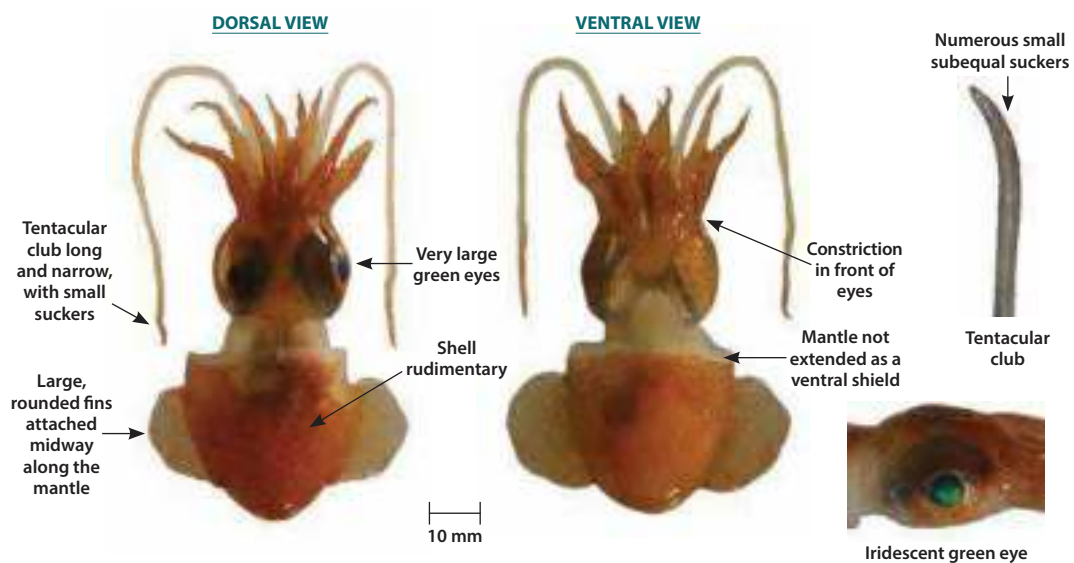 DORSAL VIEW
VENTRAL VIEW
Numerous small
subequal suckers
Tentacular
club long
and narrow,
with small
suckers
Very large
green eyes
Constriction
in front of
eyes
Tentacular
club
Shell
rudimentary
Mantle not
extended as a
ventral shield
Large,
rounded fins
attached
midway
along the
mantle
10 mm
Iridescent green eye